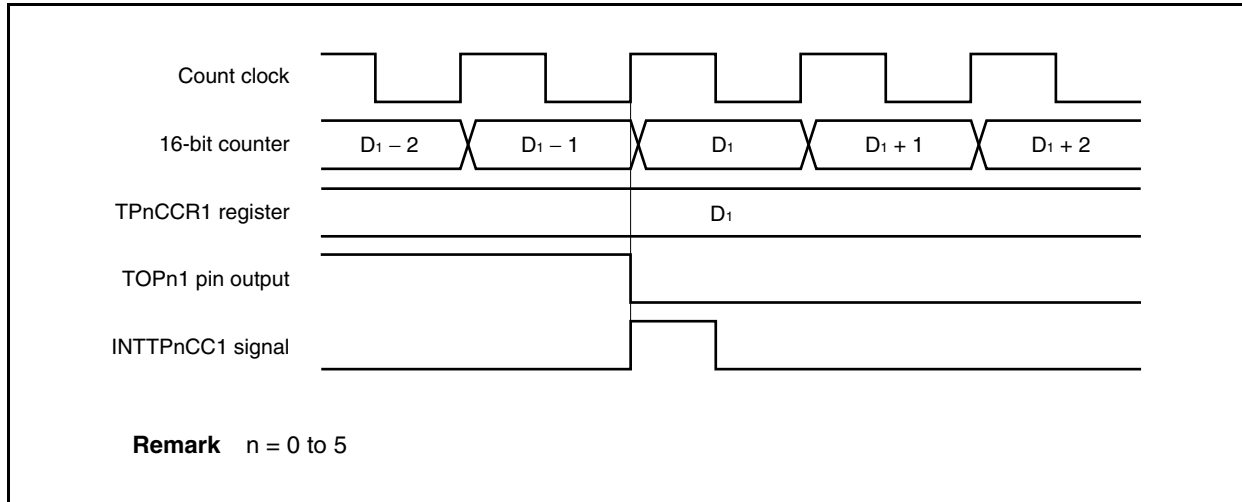 Count clock
16-bit counter D₁ – 2 D₁ – 1 D₁ D₁ + 1 D₁ + 2
TPnCCR1 register D₁
TOPn1 pin output
INTTPnCC1 signal
Remark n = 0 to 5